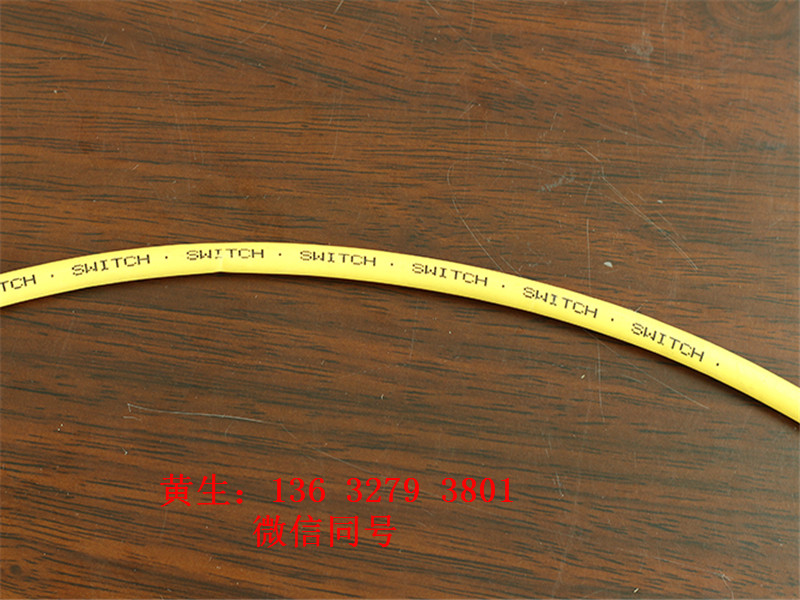 TCH · SWITCH · SWITCH · SWITCH · SWITCH · SWITCH · SWITCH ·
黄生：136 3279 3801
微信同号